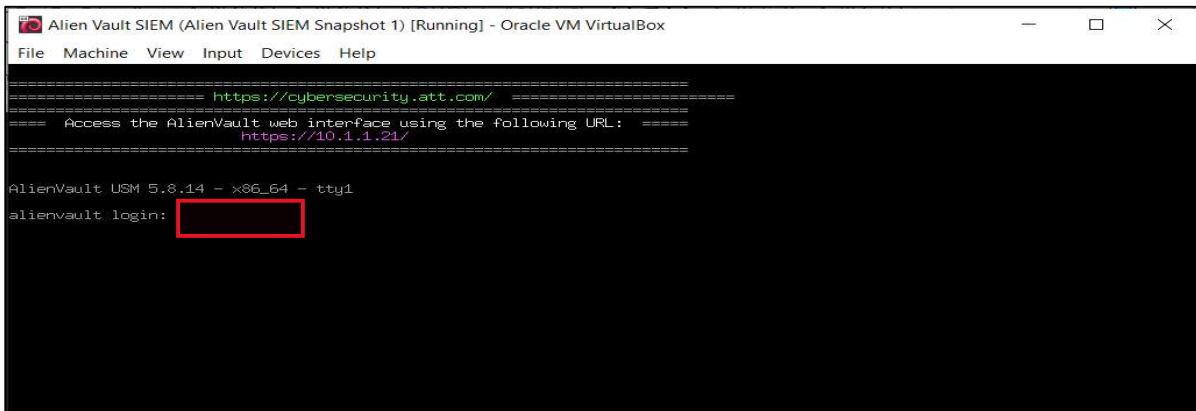 Alien Vault SIEM (Alien Vault SIEM Snapshot 1) [Running] - Oracle VM VirtualBox
File Machine View Input Devices Help
==========================================================================
===================== https://cybersecurity.att.com/ ========================
==========================================================================
==== Access the AlienVault web interface using the following URL: =====
https://10.1.1.21/
==========================================================================
AlienVault USM 5.8.14 - x86_64 - tty1
alienvault login: